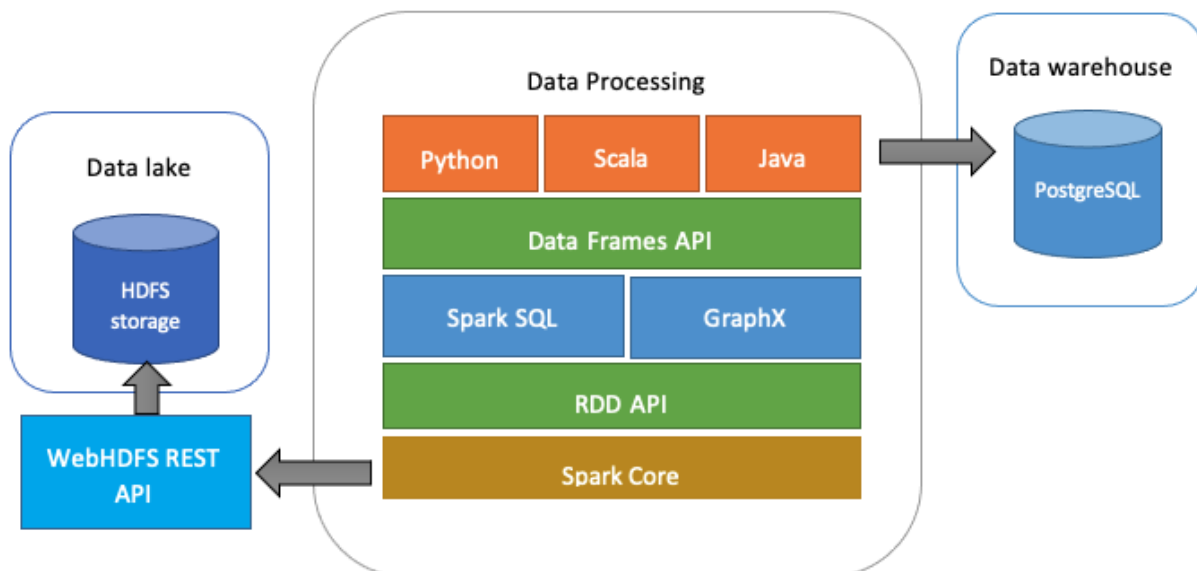 Data lake
HDFS
storage
WebHDFS REST
API
Data Processing
Python
Scala
Java
Data Frames API
Spark SQL
GraphX
RDD API
Spark Core
Data warehouse
PostgreSQL